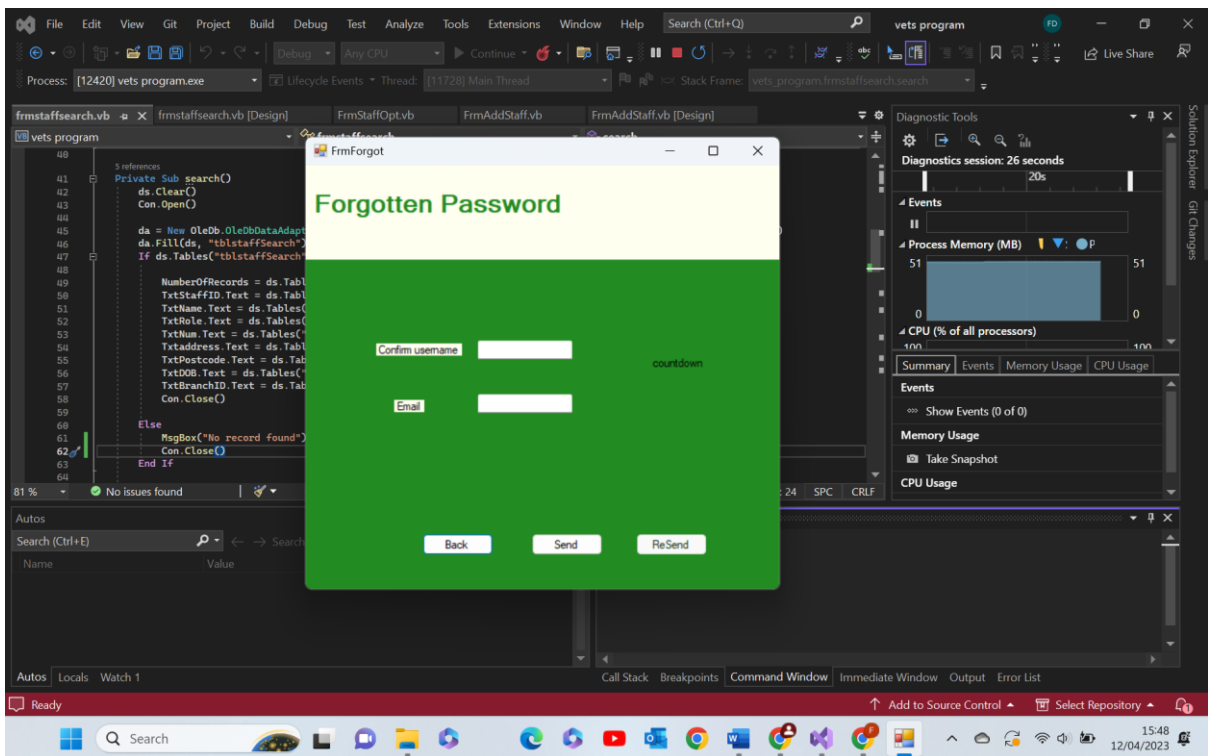 File Edit View Git Project Build Debug Test Analyze Tools Extensions Window Help Search (Ctrl+Q) vets program FD
Debug Any CPU Continue Live Share
Process: [12420] vets program.exe Lifecycle Events Thread: [11728] Main Thread Stack Frame: vets_program.frmstaffsearch.search
frmstaffsearch.vb frmstaffsearch.vb [Design] FrmStaffOpt.vb FrmAddStaff.vb FrmAddStaff.vb [Design]
vets program frmstaffsearch search
40
5 references
41 Private Sub search()
42 ds.Clear()
43 Con.Open()
44
45 da = New OleDb.OleDbDataAdapt
46 da.Fill(ds, "tblstaffSearch")
47 If ds.Tables("tblstaffSearch"
48
49 NumberOfRecords = ds.Tabl
50 TxtStaffID.Text = ds.Tabl
51 TxtName.Text = ds.Tables(
52 TxtRole.Text = ds.Tables(
53 TxtNum.Text = ds.Tables("
54 Txtaddress.Text = ds.Tabl
55 TxtPostcode.Text = ds.Tab
56 TxtDOB.Text = ds.Tables("
57 TxtBranchID.Text = ds.Tab
58 Con.Close()
59
60 Else
61 MsgBox("No record found")
62 Con.Close()
63 End If
64
81 % No issues found : 24 SPC CRLF
FrmForgot
Forgotten Password
Confirm username
countdown
Email
Back Send ReSend
Diagnostic Tools
Diagnostics session: 26 seconds
20s
Events
Process Memory (MB) P
51 51
0 0
CPU (% of all processors)
100 100
Summary Events Memory Usage CPU Usage
Events
Show Events (0 of 0)
Memory Usage
Take Snapshot
CPU Usage
Solution Explorer
Git Changes
Autos
Search (Ctrl+E) Search
Name Value
Autos Locals Watch 1
Call Stack Breakpoints Command Window Immediate Window Output Error List
Ready Add to Source Control Select Repository
Search
15:48
12/04/2023